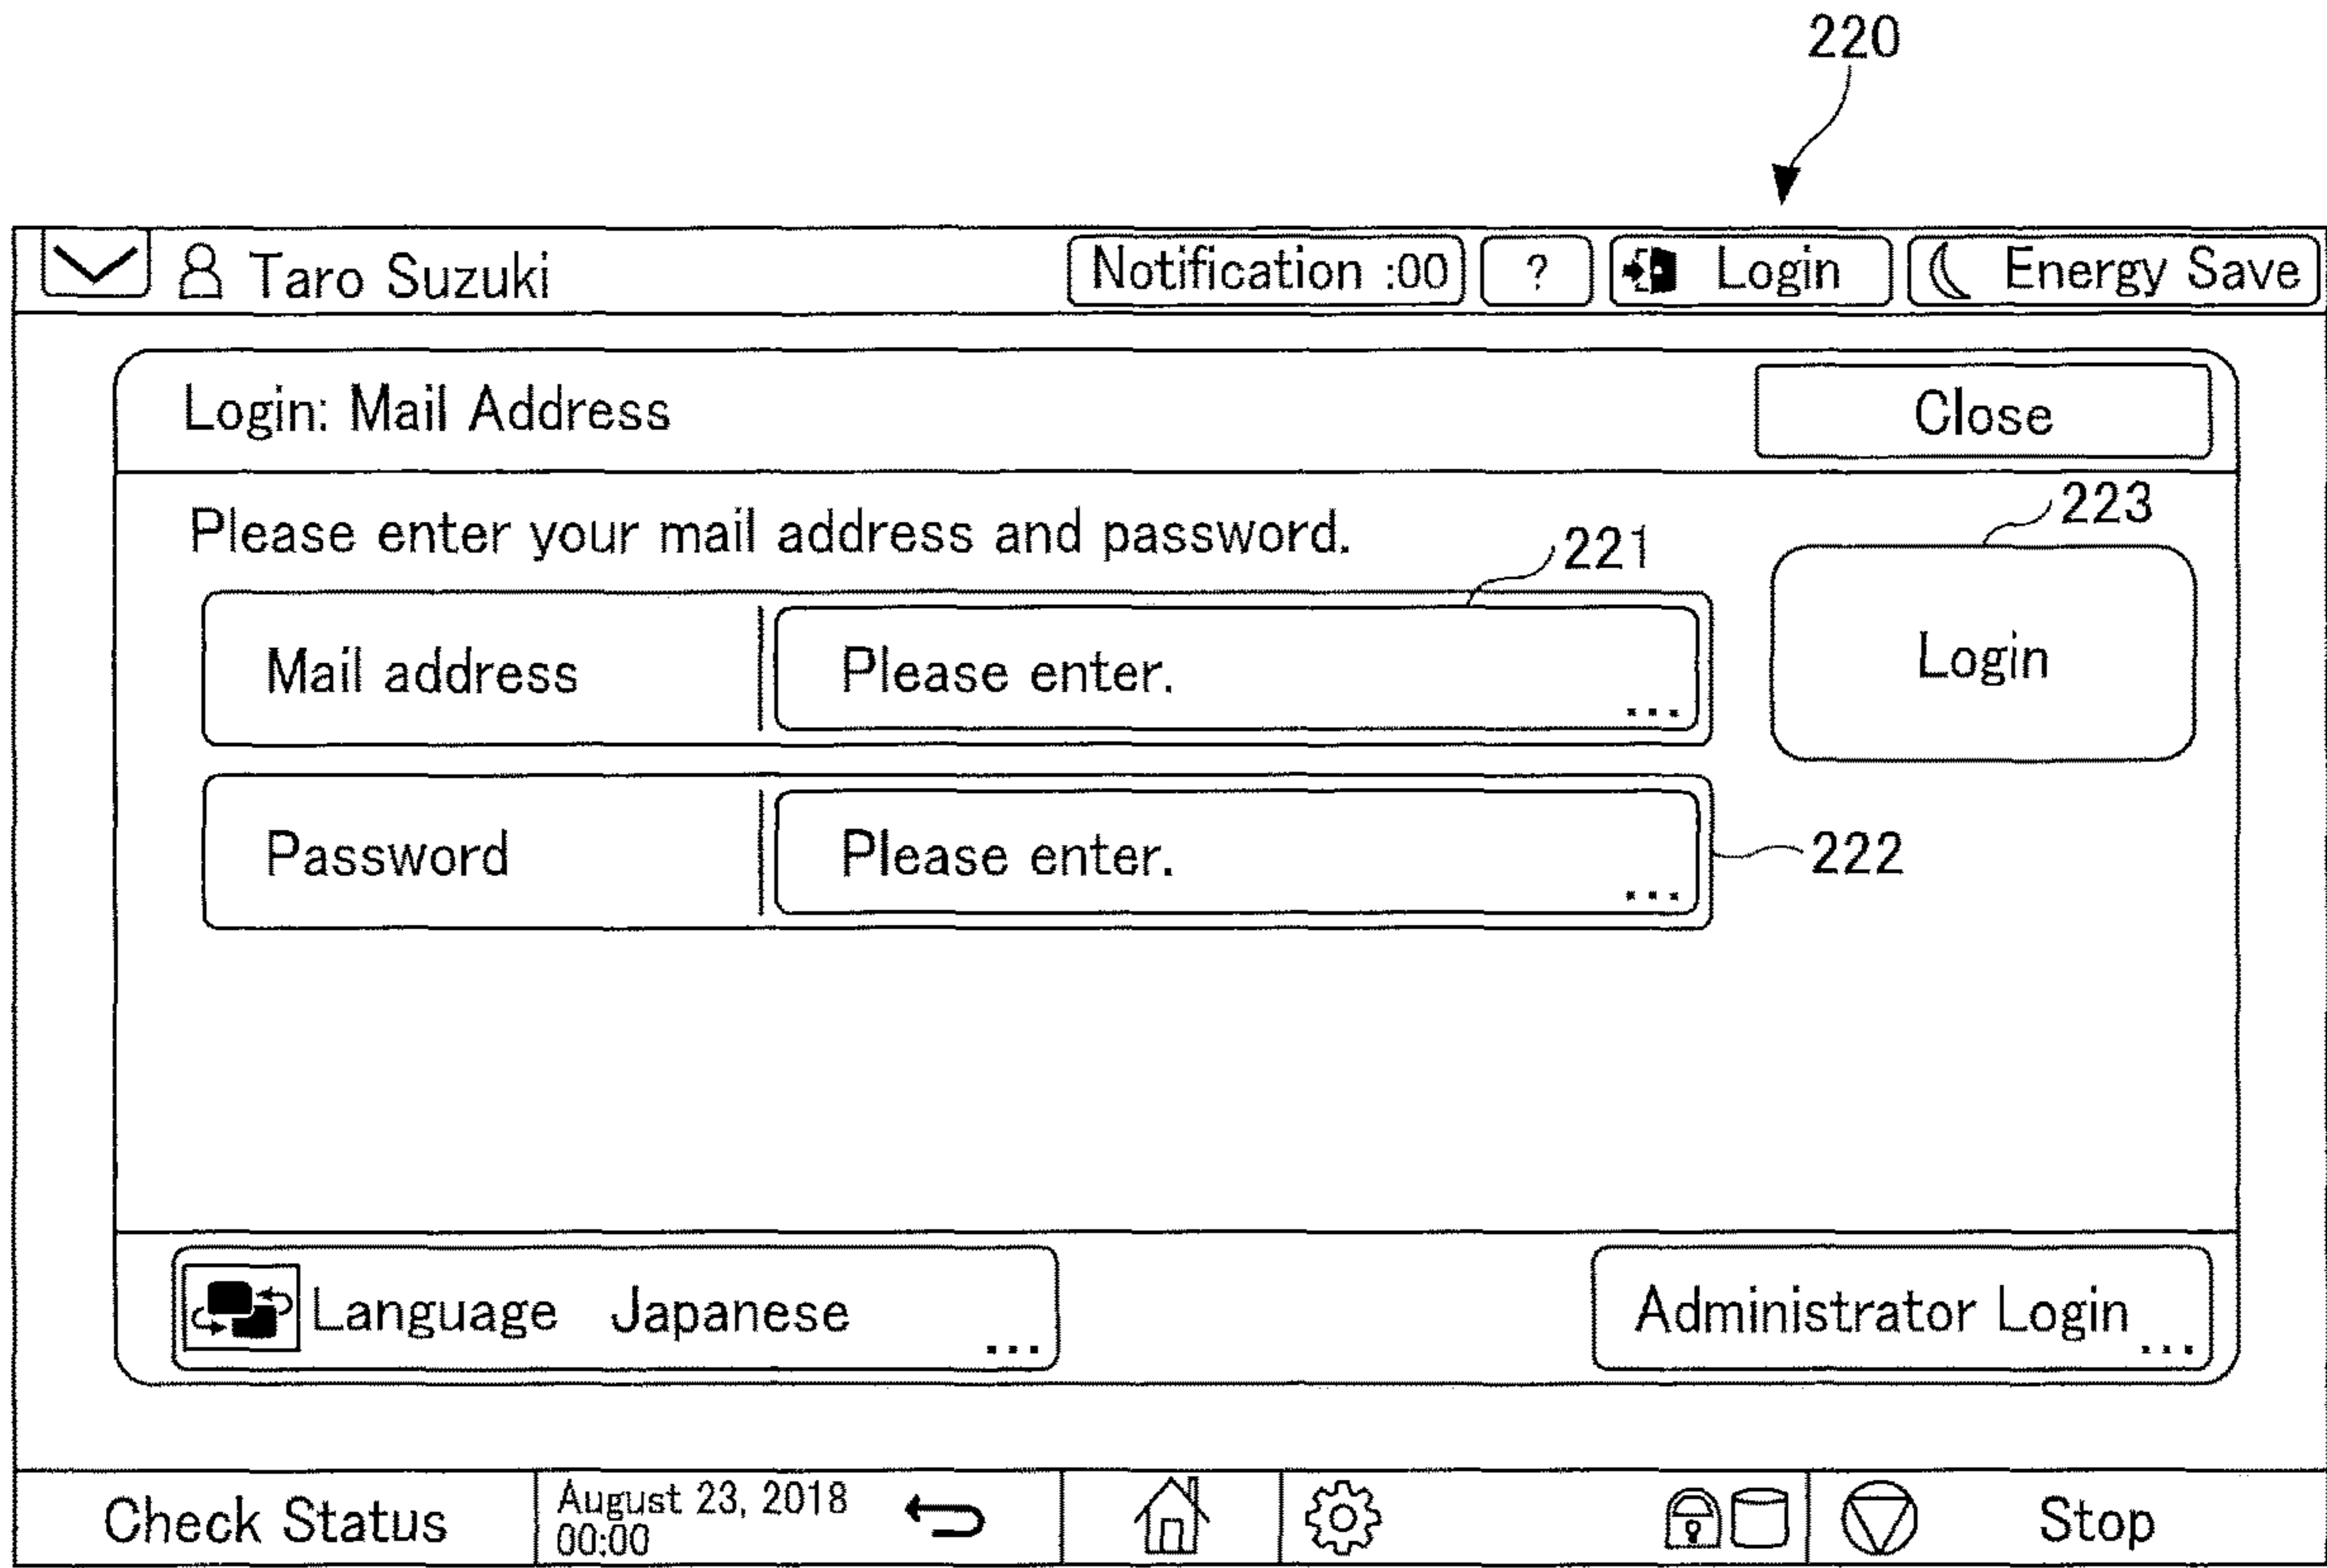 220
Taro Suzuki Notification :00 ? Login Energy Save
Login: Mail Address Close
Please enter your mail address and password.
221
223
Mail address Please enter. ...
Login
Password Please enter. ...
222
Language Japanese ...
Administrator Login ...
Check Status
August 23, 2018
00:00
Stop